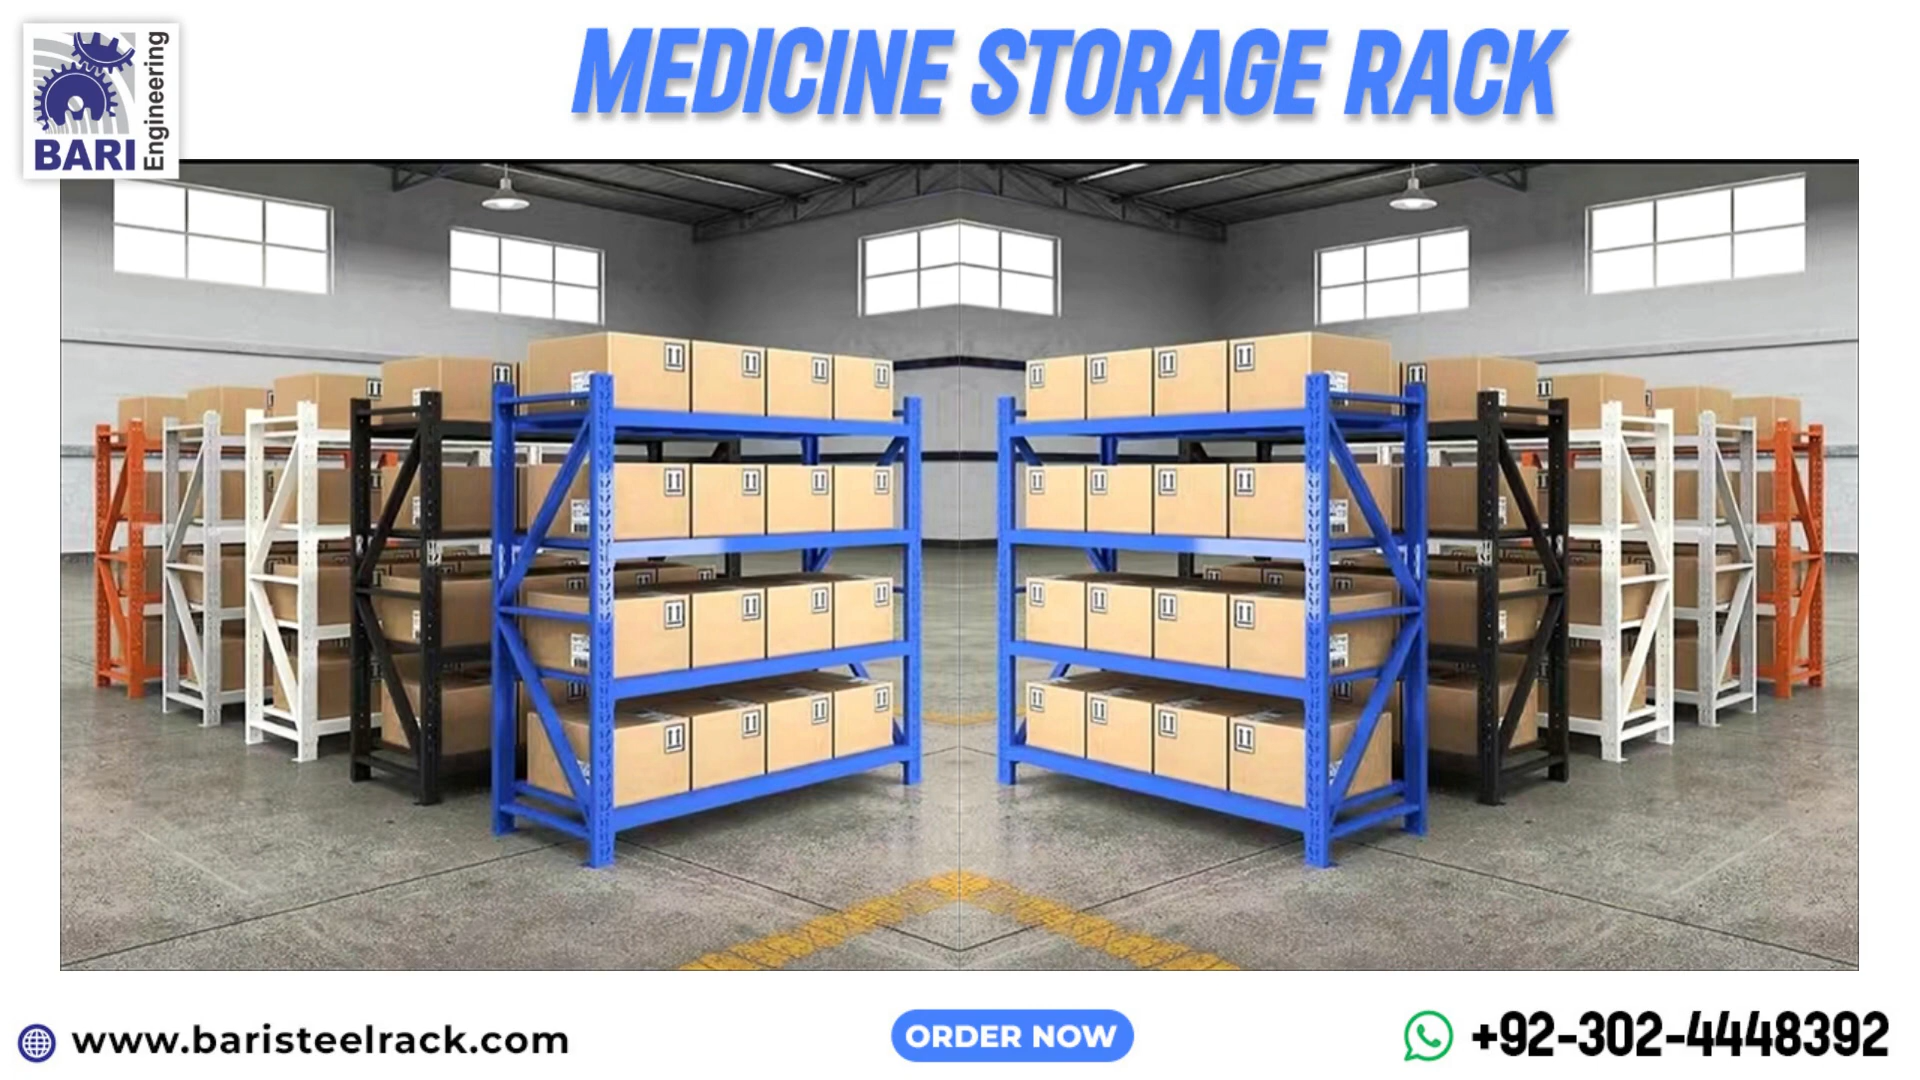 BARI
Engineering
MEDICINE STORAGE RACK
www.baristeelrack.com
ORDER NOW
+92-302-4448392